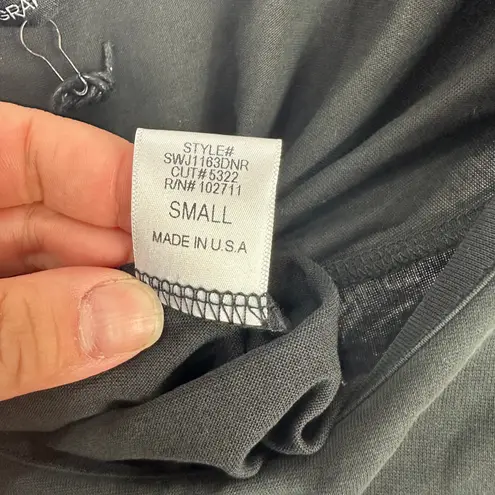 STYLE#
SWJ1163DNR
CUT# 5322
R/N# 102711
SMALL
MADE IN U.S.A